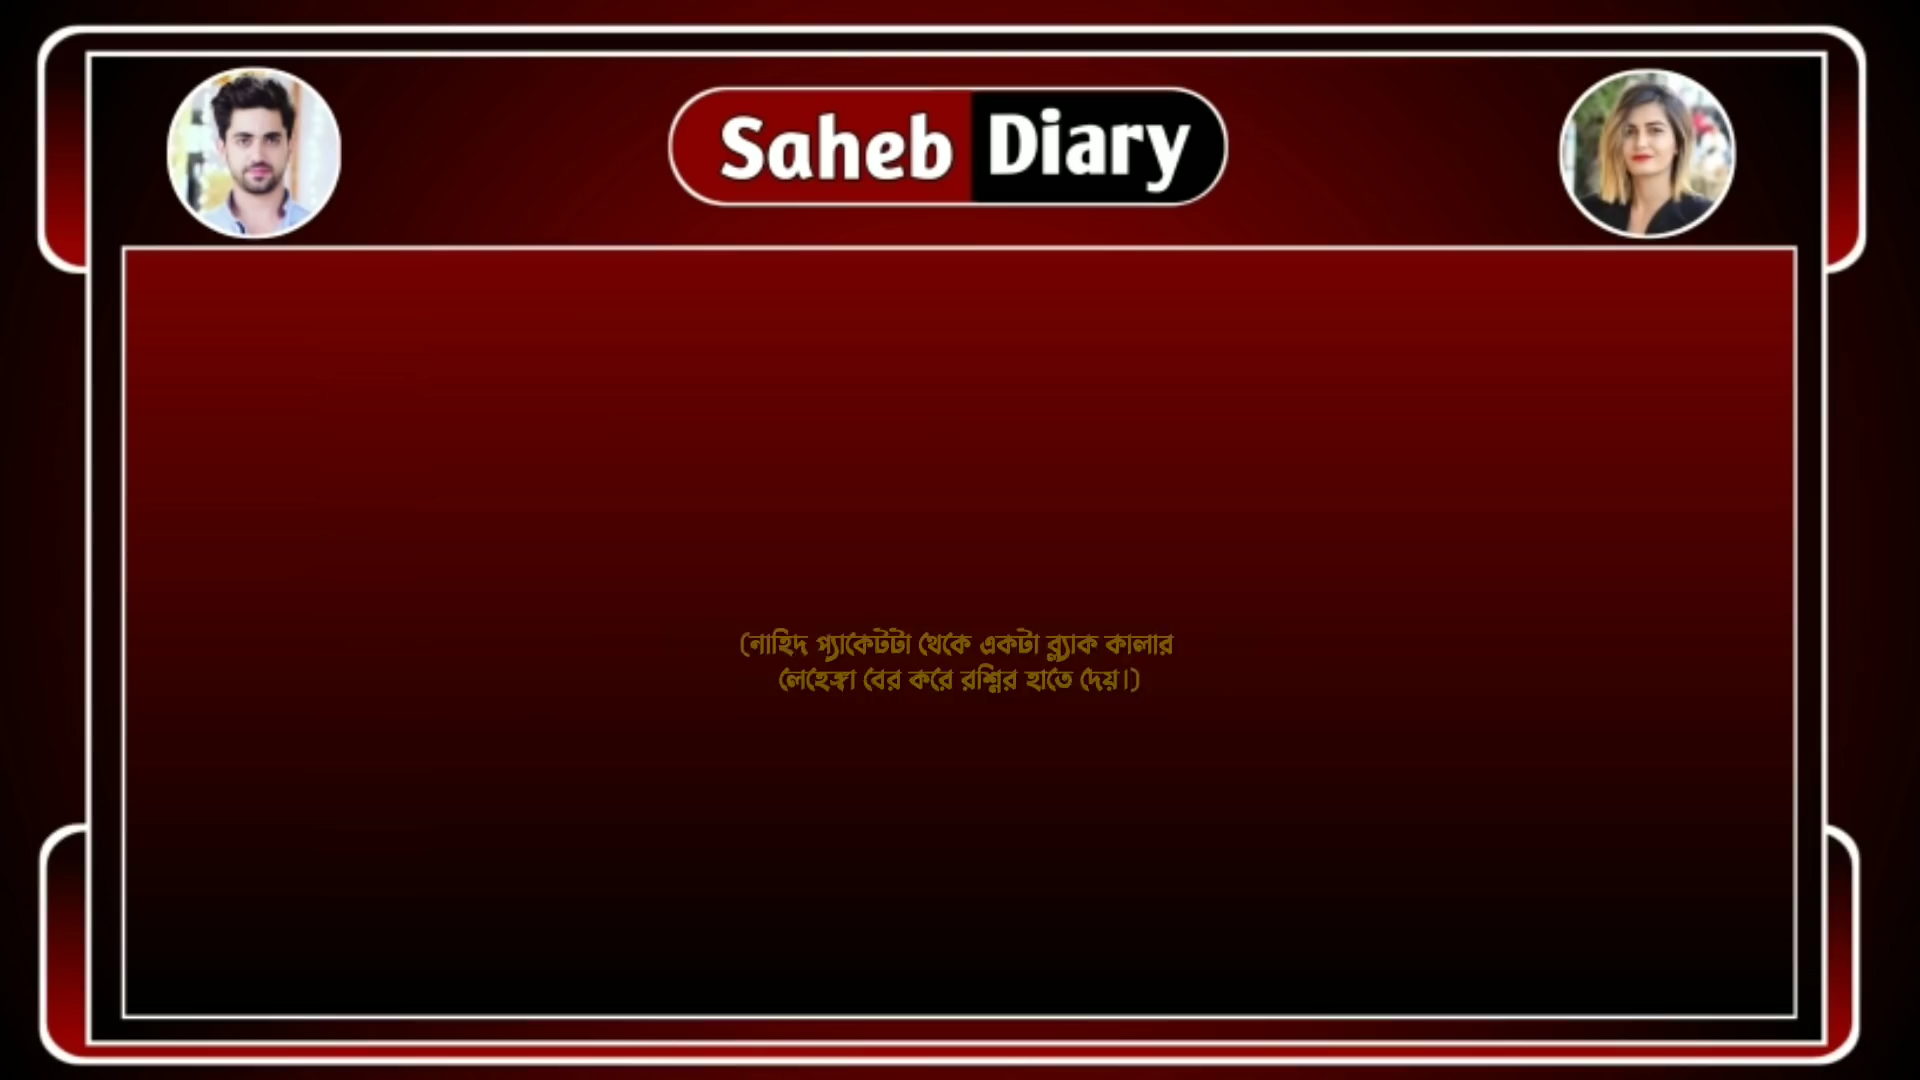 Saheb Diary
(নাহিদ প্যাকেটটা থেকে একটা ব্ল্যাক কালার
লেহেঙ্গা বের করে রশ্মির হাতে দেয়।)